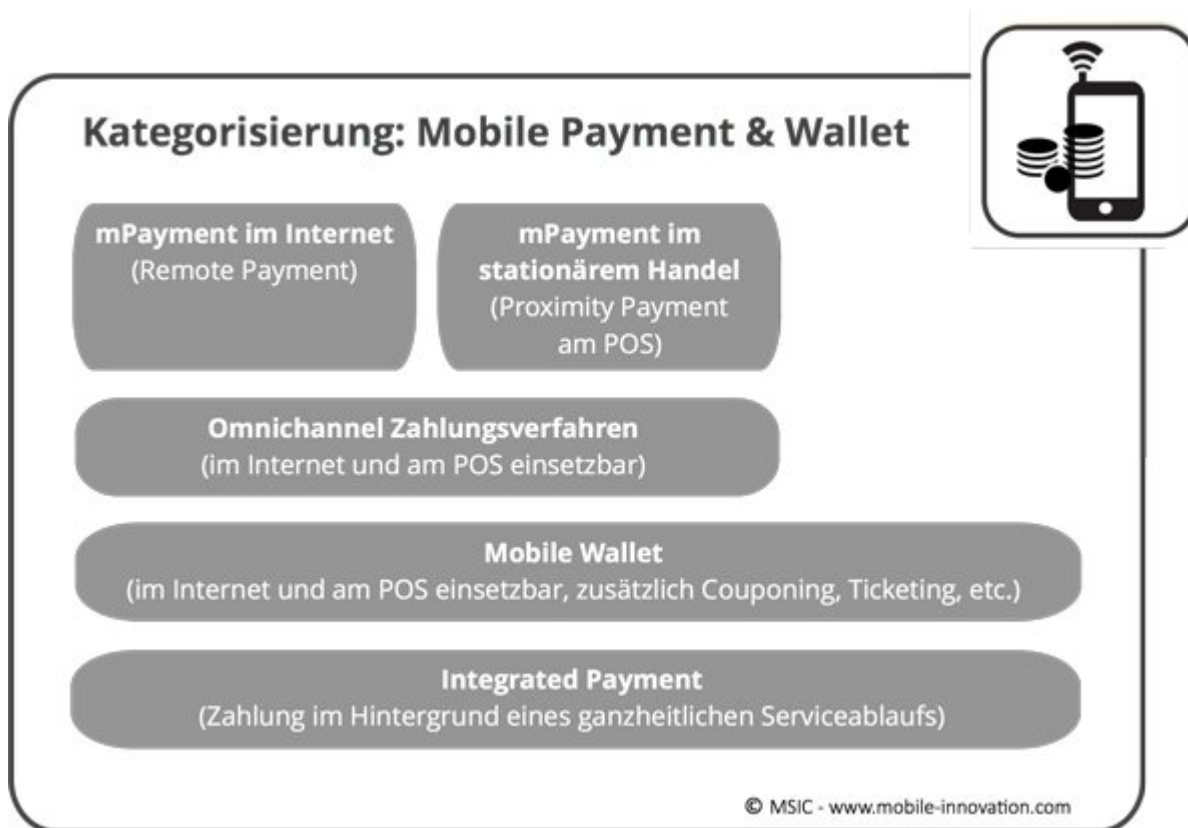 Kategorisierung: Mobile Payment & Wallet
mPayment im Internet
(Remote Payment)
mPayment im
stationärem Handel
(Proximity Payment
am POS)
Omnichannel Zahlungsverfahren
(im Internet und am POS einsetzbar)
Mobile Wallet
(im Internet und am POS einsetzbar, zusätzlich Couponing, Ticketing, etc.)
Integrated Payment
(Zahlung im Hintergrund eines ganzheitlichen Serviceablaufs)
© MSIC - www.mobile-innovation.com